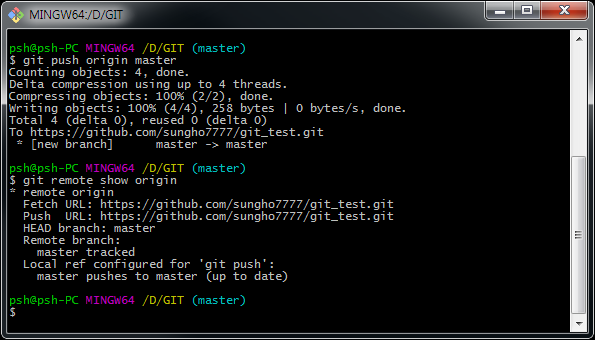 MINGW64:/D/GIT
psh@psh-PC MINGW64 /D/GIT (master)
$ git push origin master
Counting objects: 4, done.
Delta compression using up to 4 threads.
Compressing objects: 100% (2/2), done.
Writing objects: 100% (4/4), 258 bytes | 0 bytes/s, done.
Total 4 (delta 0), reused 0 (delta 0)
To https://github.com/sungho7777/git_test.git
 * [new branch]      master -> master
psh@psh-PC MINGW64 /D/GIT (master)
$ git remote show origin
* remote origin
  Fetch URL: https://github.com/sungho7777/git_test.git
  Push  URL: https://github.com/sungho7777/git_test.git
  HEAD branch: master
  Remote branch:
    master tracked
  Local ref configured for 'git push':
    master pushes to master (up to date)
psh@psh-PC MINGW64 /D/GIT (master)
$